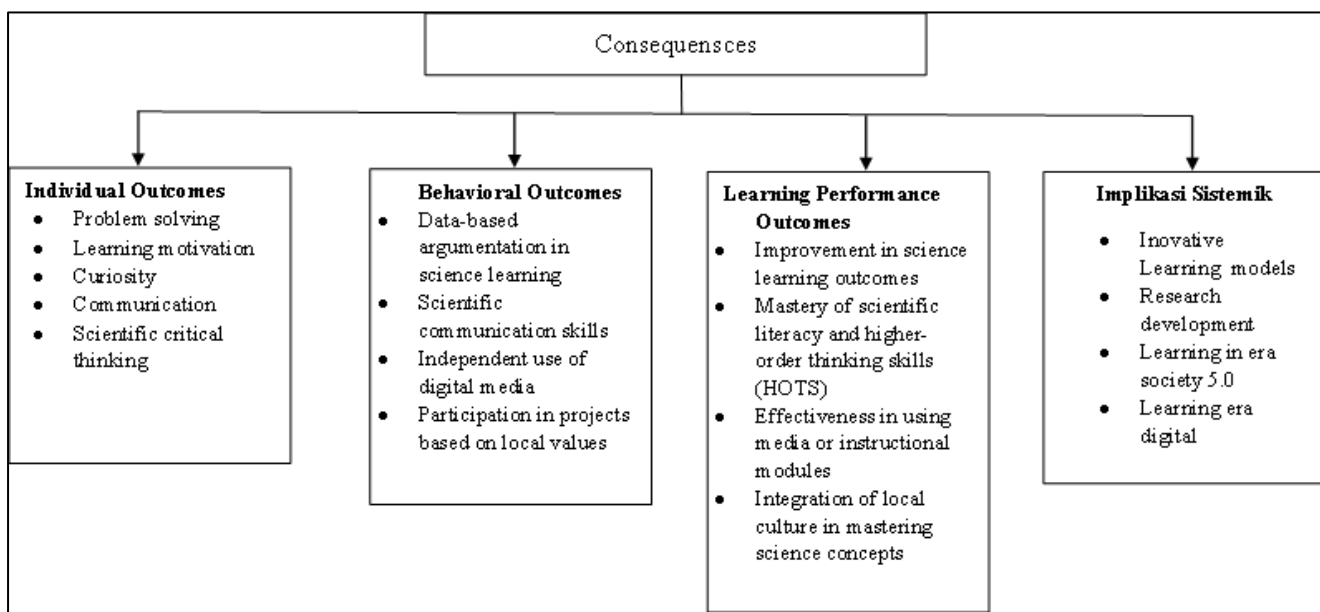 Consequensces
Individual Outcomes
● Problem solving
● Learning motivation
● Curiosity
● Communication
● Scientific critical
thinking
Behavioral Outcomes
● Data-based
argumentation in
science learning
● Scientific
communication skills
● Independent use of
digital media
● Participation in projects
based on local values
Learning Performance
Outcomes
● Improvement in science
learning outcomes
● Mastery of scientific
literacy and higher-
order thinking skills
(HOTS)
● Effectiveness in using
media or instructional
modules
● Integration of local
culture in mastering
science concepts
Implikasi Sistemik
● Inovative
Learning models
● Research
development
● Learning in era
society 5.0
● Learning era
digital